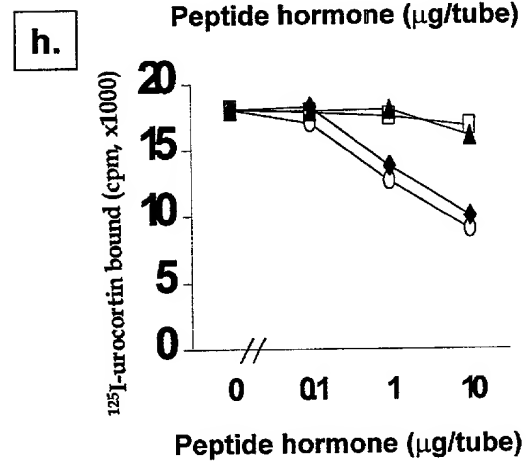 Peptide hormone (µg/tube)
h.
¹²⁵I-urocortin bound (cpm, x1000)
20
15
10
5
0
0 0.1 1 10
Peptide hormone (µg/tube)